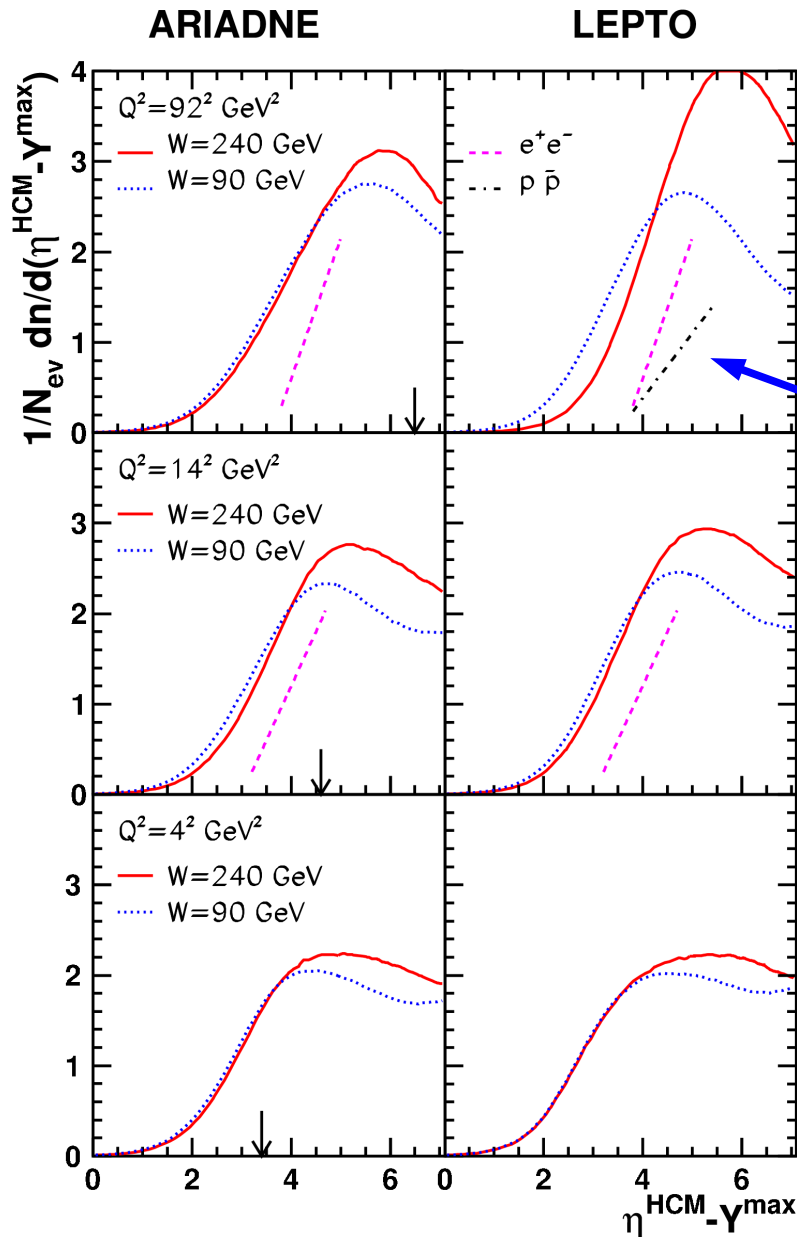 ARIADNE
LEPTO
1/N_ev dn/d(η^HCM-Y^max)
4
3
2
1
0
Q²=92² GeV²
W=240 GeV
W=90 GeV
e⁺e⁻
p p̄
3
2
1
0
Q²=14² GeV²
W=240 GeV
W=90 GeV
3
2
1
0
Q²=4² GeV²
W=240 GeV
W=90 GeV
0 2 4 6 0 2 4 6
η^HCM-Y^max